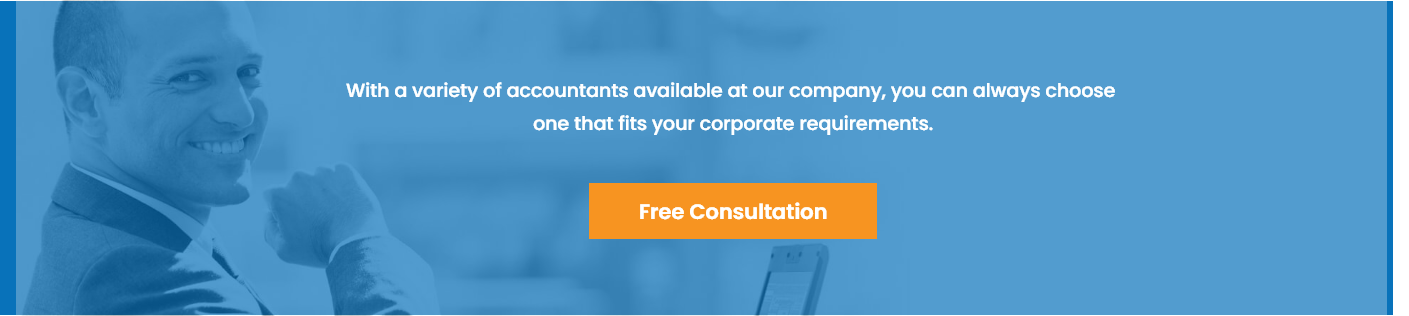 With a variety of accountants available at our company, you can always choose
one that fits your corporate requirements.
Free Consultation